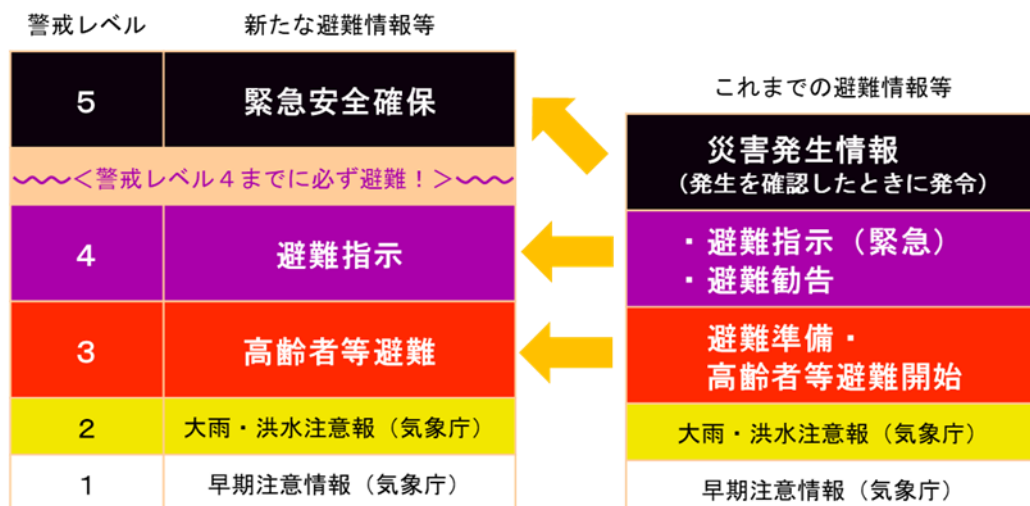 警戒レベル
新たな避難情報等
5
緊急安全確保
<警戒レベル4までに必ず避難!>
4
避難指示
3
高齢者等避難
2
大雨・洪水注意報(気象庁)
1
早期注意情報(気象庁)
これまでの避難情報等
災害発生情報
(発生を確認したときに発令)
・避難指示(緊急)
・避難勧告
避難準備・
高齢者等避難開始
大雨・洪水注意報(気象庁)
早期注意情報(気象庁)